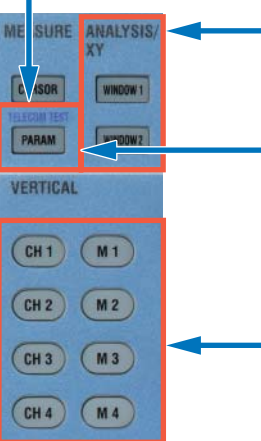 MEASURE
ANALYSIS/
XY
CURSOR
WINDOW 1
TELECOM TEST
PARAM
WINDOW 2
VERTICAL
CH 1
M 1
CH 2
M 2
CH 3
M 3
CH 4
M 4